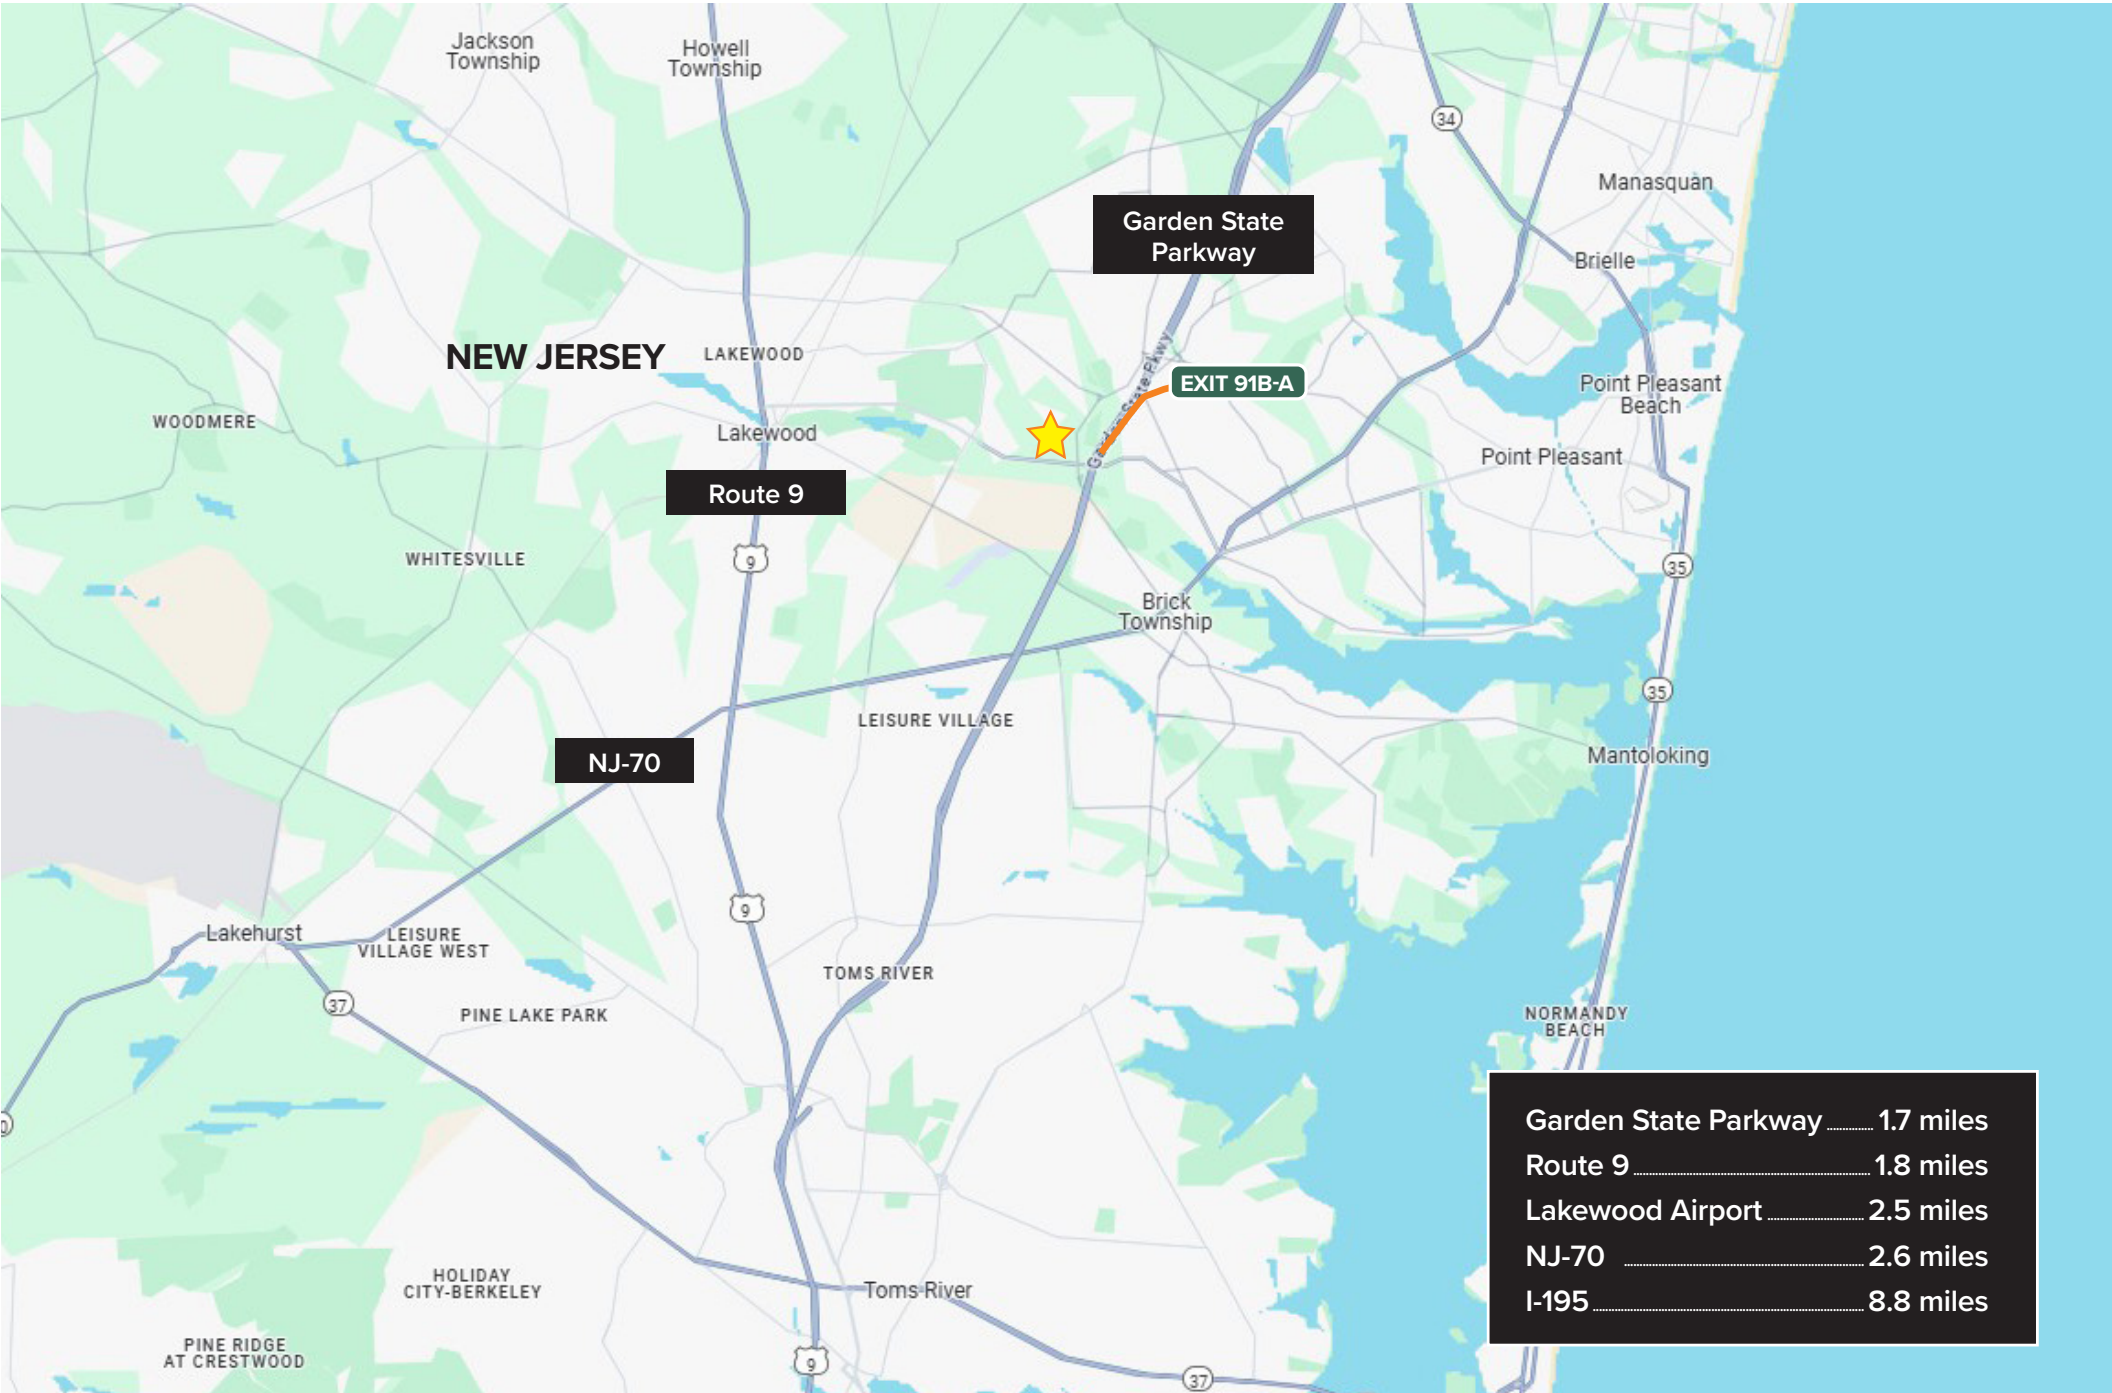 Jackson
Township
Howell
Township
34
Manasquan
Garden State
Parkway
Brielle
NEW JERSEY
LAKEWOOD
Garden State Pkwy
EXIT 91B-A
Point Pleasant
Beach
WOODMERE
Lakewood
Point Pleasant
Route 9
WHITESVILLE
9
35
Brick
Township
35
LEISURE VILLAGE
NJ-70
Mantoloking
9
Lakehurst
LEISURE
VILLAGE WEST
TOMS RIVER
37
PINE LAKE PARK
NORMANDY
BEACH
Garden State Parkway 1.7 miles
Route 9 1.8 miles
Lakewood Airport 2.5 miles
NJ-70 2.6 miles
I-195 8.8 miles
HOLIDAY
CITY-BERKELEY
Toms River
PINE RIDGE
AT CRESTWOOD
9
37